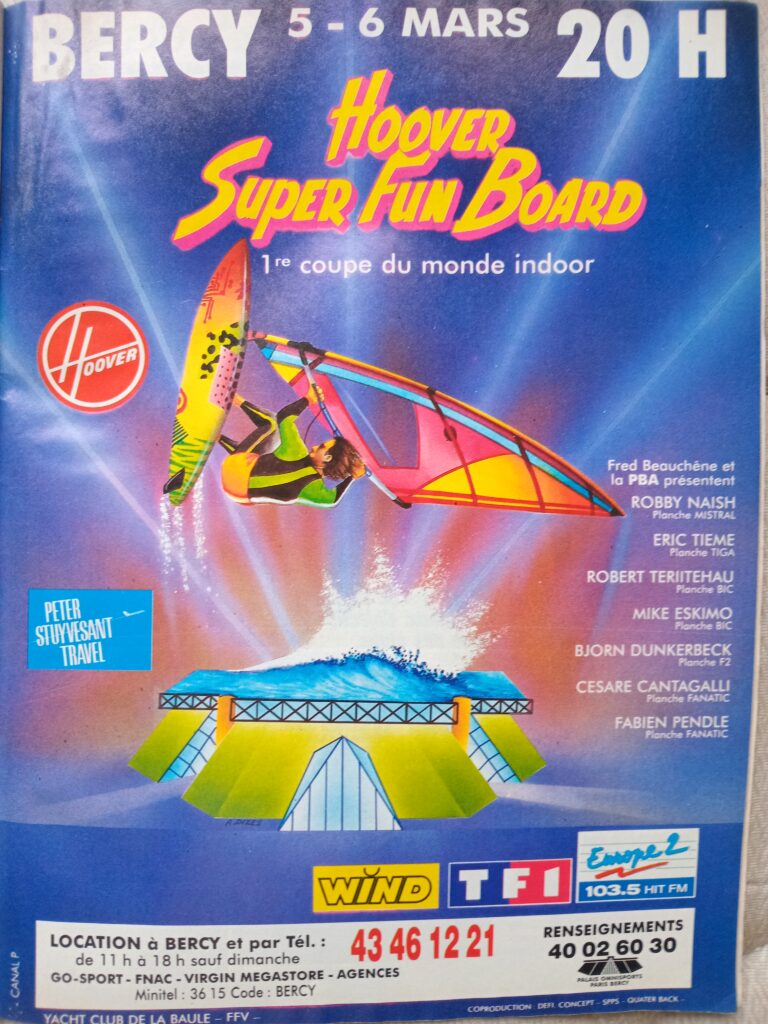 BERCY 5 - 6 MARS 20 H
HOOVER
SUPER FUN BOARD
1re coupe du monde indoor
HOOVER
Fred Beauchêne et
la PBA présentent
ROBBY NAISH
Planche MISTRAL
ERIC TIEME
Planche TIGA
ROBERT TERIITEHAU
Planche BIC
MIKE ESKIMO
Planche BIC
BJORN DUNKERBECK
Planche F2
CESARE CANTAGALLI
Planche FANATIC
FABIEN PENDLE
Planche FANATIC
PETER
STUYVESANT
TRAVEL
WIND
TF1
Europe 2
103.5 HIT FM
LOCATION à BERCY et par Tél. : 43 46 12 21
de 11 h à 18 h sauf dimanche
GO-SPORT - FNAC - VIRGIN MEGASTORE - AGENCES
Minitel : 36 15 Code : BERCY
RENSEIGNEMENTS
40 02 60 30
PALAIS OMNISPORTS
PARIS BERCY
COPRODUCTION : DEFI. CONCEPT - SPPS - QUATER BACK -
YACHT CLUB DE LA BAULE – FFV –
CANAL P